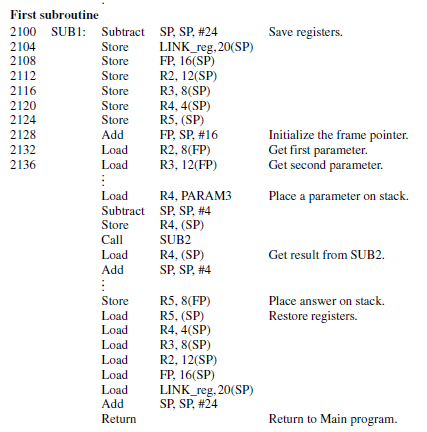 First subroutine
2100 SUB1: Subtract SP, SP, #24 Save registers.
2104 Store LINK_reg, 20(SP)
2108 Store FP, 16(SP)
2112 Store R2, 12(SP)
2116 Store R3, 8(SP)
2120 Store R4, 4(SP)
2124 Store R5, (SP)
2128 Add FP, SP, #16 Initialize the frame pointer.
2132 Load R2, 8(FP) Get first parameter.
2136 Load R3, 12(FP) Get second parameter.
⋮
Load R4, PARAM3 Place a parameter on stack.
Subtract SP, SP, #4
Store R4, (SP)
Call SUB2
Load R4, (SP) Get result from SUB2.
Add SP, SP, #4
⋮
Store R5, 8(FP) Place answer on stack.
Load R5, (SP) Restore registers.
Load R4, 4(SP)
Load R3, 8(SP)
Load R2, 12(SP)
Load FP, 16(SP)
Load LINK_reg, 20(SP)
Add SP, SP, #24
Return Return to Main program.